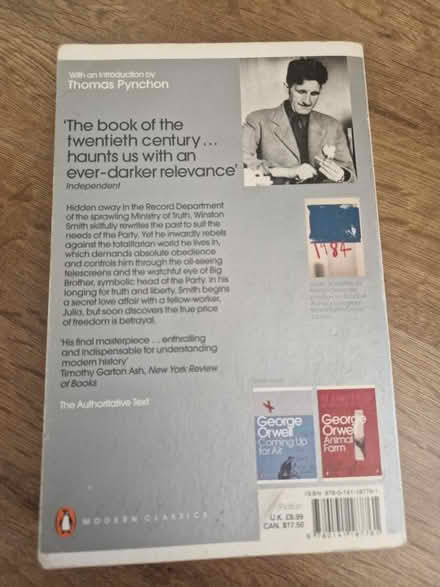 With an Introduction by
Thomas Pynchon
'The book of the
twentieth century ...
haunts us with an
ever-darker relevance'
Independent
Hidden away in the Record Department
of the sprawling Ministry of Truth, Winston
Smith skilfully rewrites the past to suit the
needs of the Party. Yet he inwardly rebels
against the totalitarian world he lives in,
which demands absolute obedience
and controls him through the all-seeing
telescreens and the watchful eye of Big
Brother, symbolic head of the Party. In his
longing for truth and liberty, Smith begins
a secret love affair with a fellow-worker,
Julia, but soon discovers the true price
of freedom is betrayal.
'His final masterpiece ... enthralling
and indispensable for understanding
modern history'
Timothy Garton Ash, New York Review
of Books
The Authoritative Text
1984
George
Orwell
Coming Up
for Air
George
Orwell
Animal
Farm
MODERN CLASSICS
Fiction
U.K. £8.99
CAN. $17.50